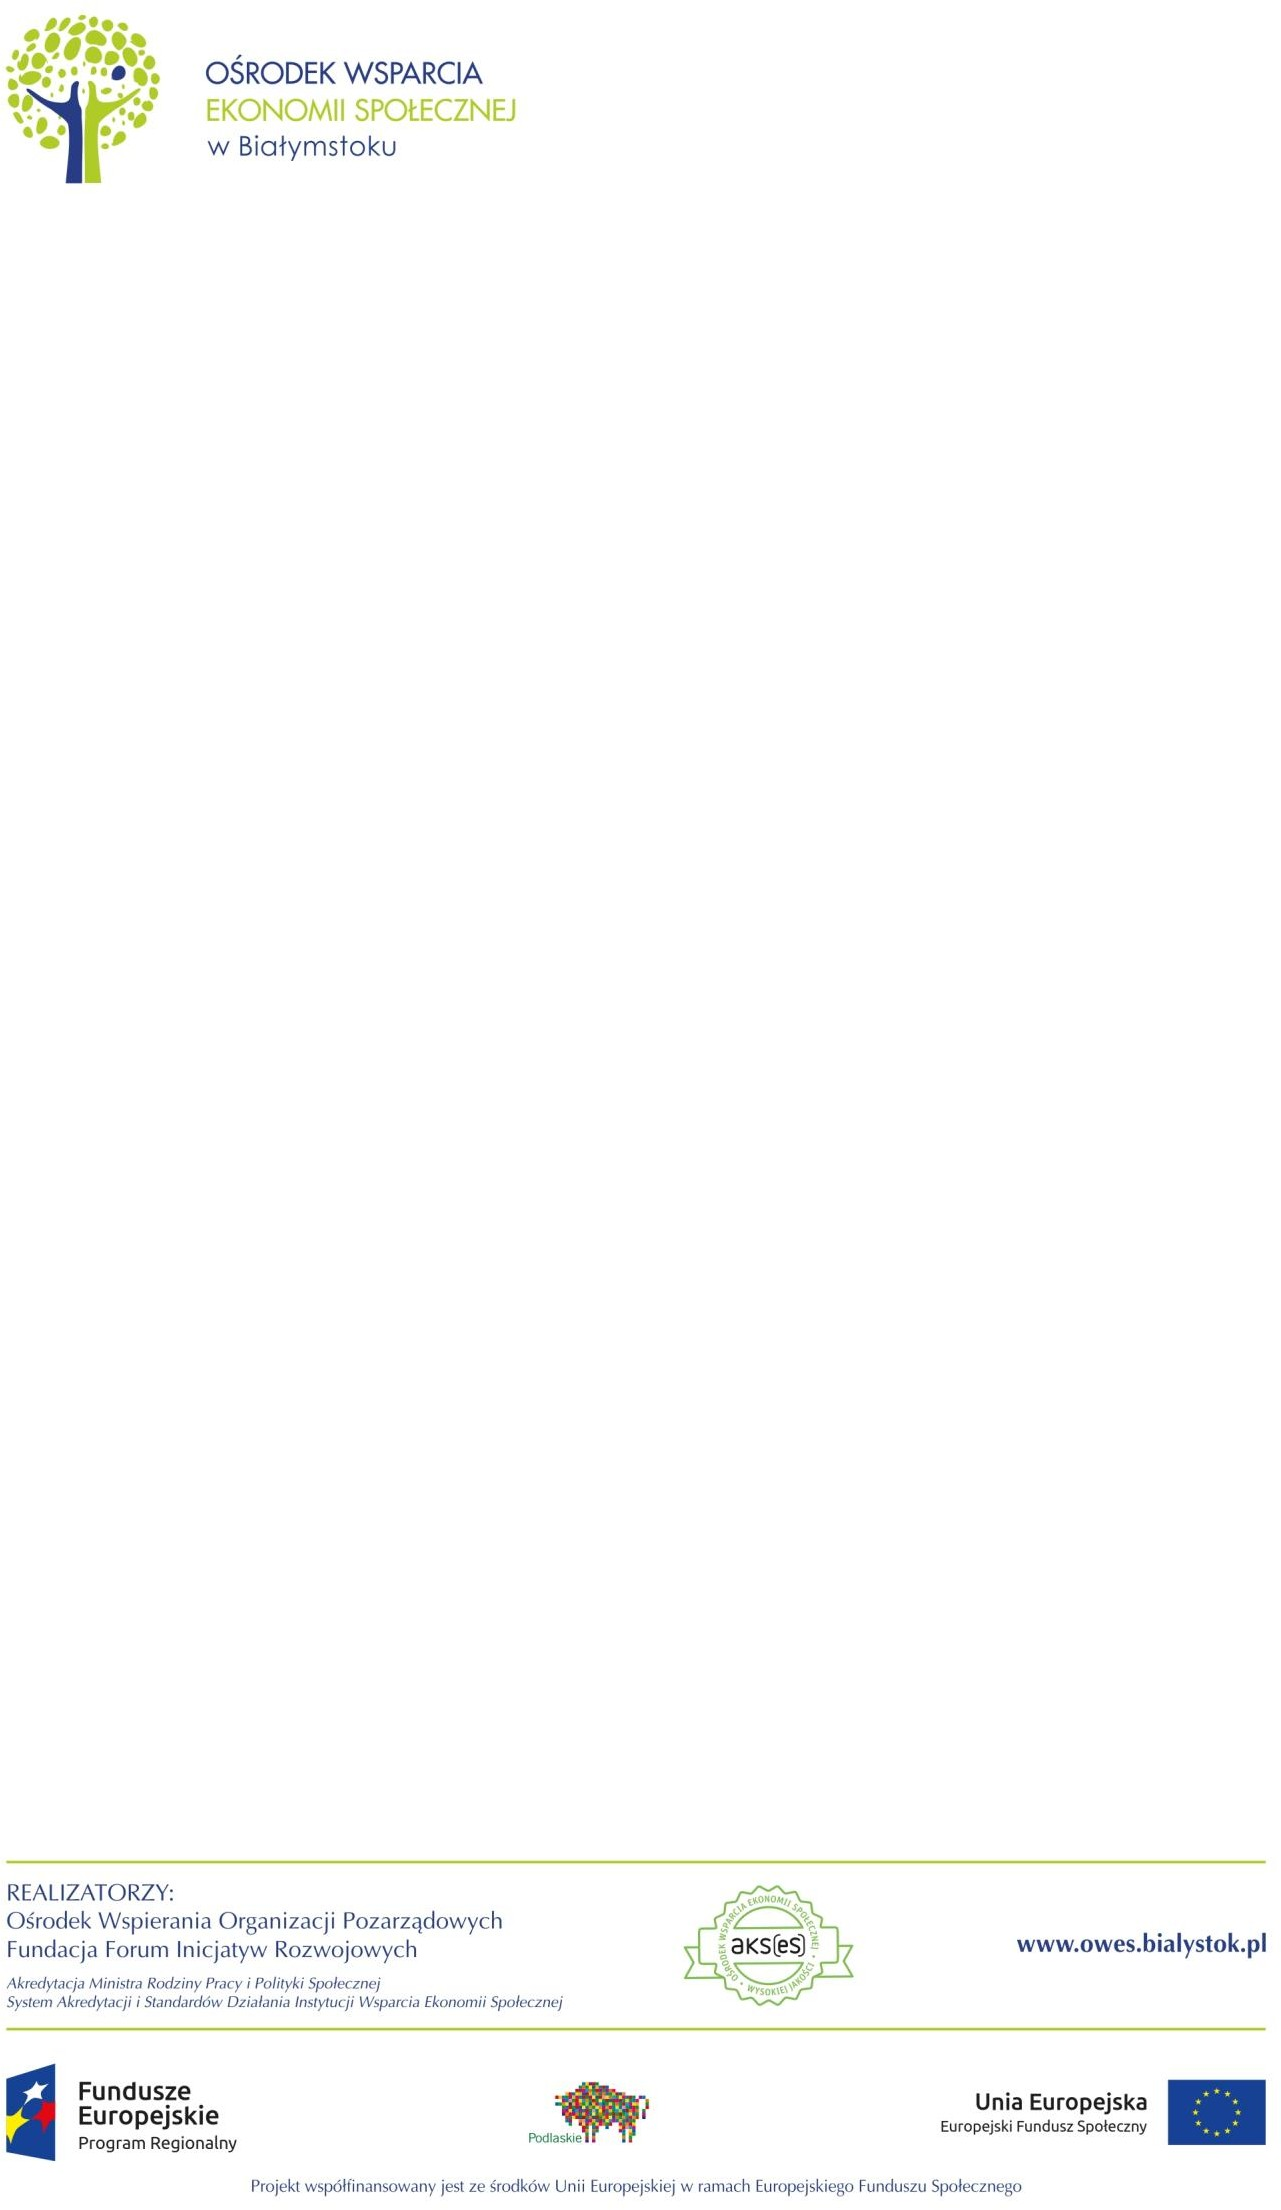 OŚRODEK WSPARCIA
EKONOMII SPOŁECZNEJ
w Białymstoku
REALIZATORZY:
Ośrodek Wspierania Organizacji Pozarządowych
Fundacja Forum Inicjatyw Rozwojowych
Akredytacja Ministra Rodziny Pracy i Polityki Społecznej
System Akredytacji i Standardów Działania Instytucji Wsparcia Ekonomii Społecznej
OŚRODEK WSPARCIA EKONOMII SPOŁECZNEJ
aks(es)
• WYSOKIEJ JAKOŚCI •
www.owes.bialystok.pl
Fundusze
Europejskie
Program Regionalny
Podlaskie
Unia Europejska
Europejski Fundusz Społeczny
Projekt współfinansowany jest ze środków Unii Europejskiej w ramach Europejskiego Funduszu Społecznego